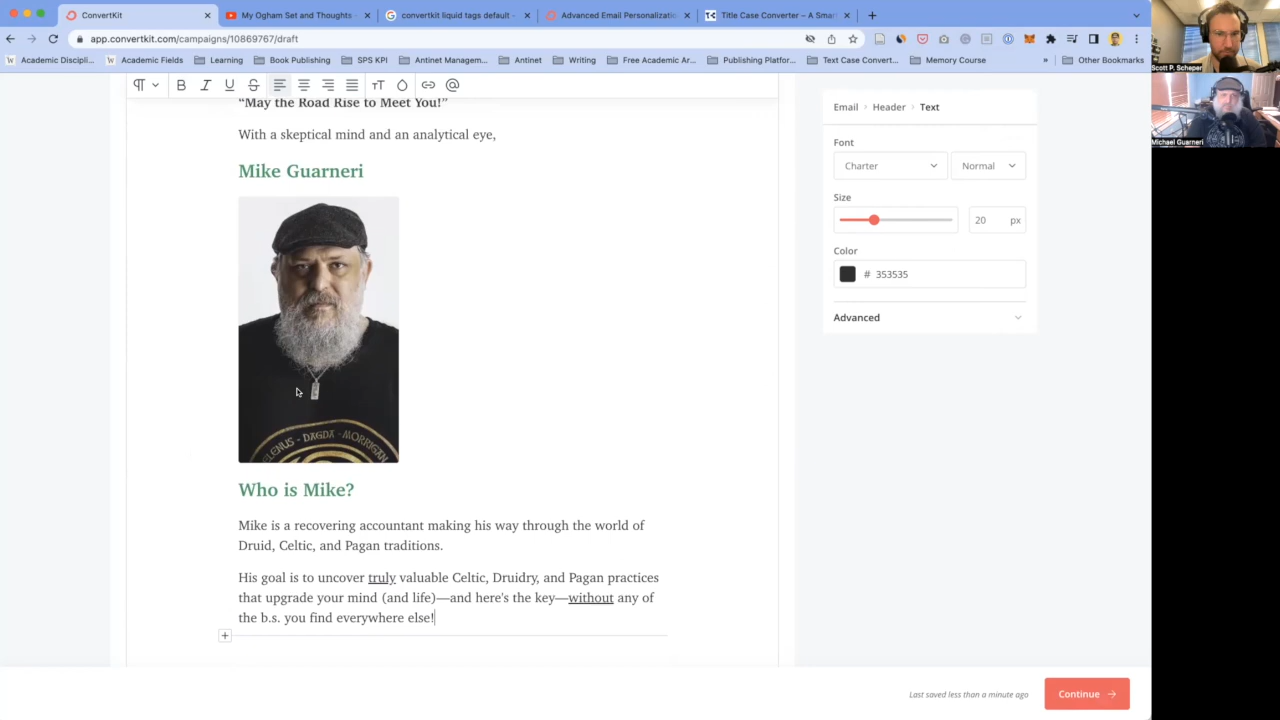 ConvertKit
My Ogham Set and Thoughts -
convertkit liquid tags default -
Advanced Email Personalizatio
Title Case Converter – A Smar
app.convertkit.com/campaigns/10869767/draft
Academic Discipl...
Academic Fields
Learning
Book Publishing
SPS KPI
Antinet Managem...
Antinet
Writing
Free Academic Ar...
Publishing Platfor...
Text Case Convert...
Memory Course
»
Other Bookmarks
Scott P. Scheper
Michael Guarneri
“May the Road Rise to Meet You!”
With a skeptical mind and an analytical eye,
Mike Guarneri
ELENUS - DAGDA - MORRIGAN
Who is Mike?
Mike is a recovering accountant making his way through the world of
Druid, Celtic, and Pagan traditions.
His goal is to uncover truly valuable Celtic, Druidry, and Pagan practices
that upgrade your mind (and life)—and here's the key—without any of
the b.s. you find everywhere else!
Email › Header › Text
Font
Charter
Normal
Size
20 px
Color
# 353535
Advanced
Last saved less than a minute ago
Continue →